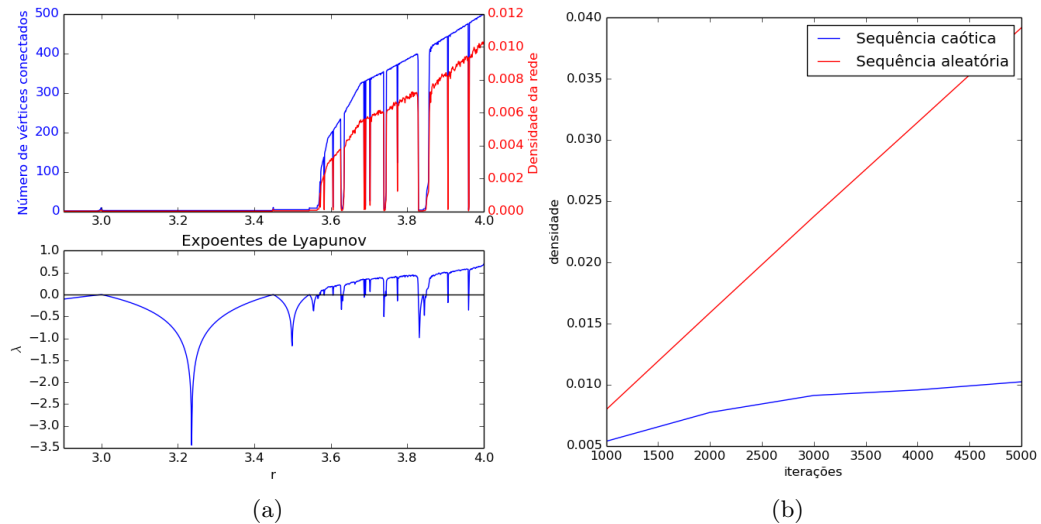 500
400
300
200
100
0
Número de vértices conectados
0.012
0.010
0.008
0.006
0.004
0.002
0.000
Densidade da rede
3.0 3.2 3.4 3.6 3.8 4.0
Expoentes de Lyapunov
1.0
0.5
0.0
−0.5
−1.0
−1.5
−2.0
−2.5
−3.0
−3.5
λ
3.0 3.2 3.4 3.6 3.8 4.0
r
(a)
0.040
0.035
0.030
0.025
0.020
0.015
0.010
0.005
densidade
Sequência caótica
Sequência aleatória
1000 1500 2000 2500 3000 3500 4000 4500 5000
iterações
(b)